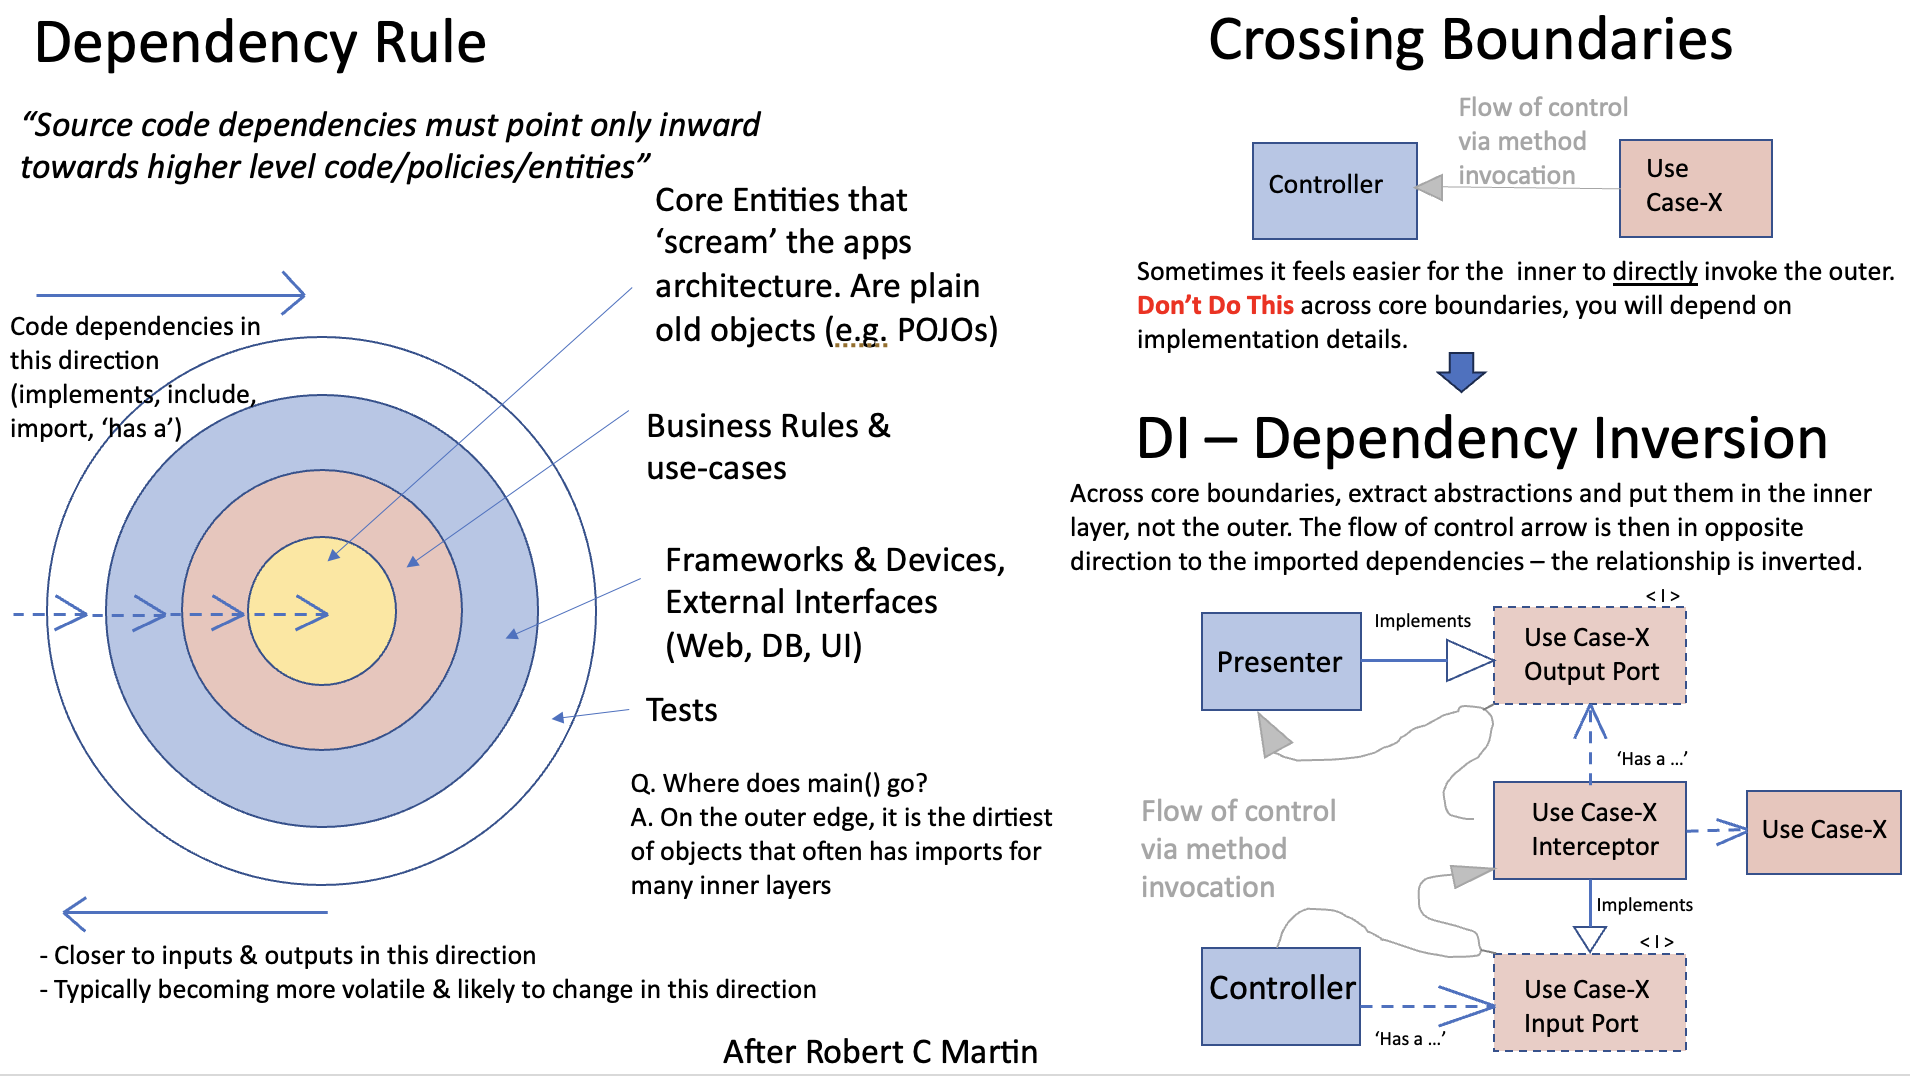 Dependency Rule
“Source code dependencies must point only inward
towards higher level code/policies/entities”
Core Entities that
‘scream’ the apps
architecture. Are plain
old objects (e.g. POJOs)
Code dependencies in
this direction
(implements, include,
import, ‘has a’)
Business Rules &
use-cases
Frameworks & Devices,
External Interfaces
(Web, DB, UI)
Tests
Q. Where does main() go?
A. On the outer edge, it is the dirtiest
of objects that often has imports for
many inner layers
- Closer to inputs & outputs in this direction
- Typically becoming more volatile & likely to change in this direction
After Robert C Martin
Crossing Boundaries
Flow of control
via method
invocation
Controller
Use
Case-X
Sometimes it feels easier for the  inner to directly invoke the outer.
Don’t Do This across core boundaries, you will depend on
implementation details.
DI – Dependency Inversion
Across core boundaries, extract abstractions and put them in the inner
layer, not the outer. The flow of control arrow is then in opposite
direction to the imported dependencies – the relationship is inverted.
< I >
Presenter
Implements
Use Case-X
Output Port
‘Has a ...’
Flow of control
via method
invocation
Use Case-X
Interceptor
Use Case-X
Implements
< I >
Controller
‘Has a ...’
Use Case-X
Input Port